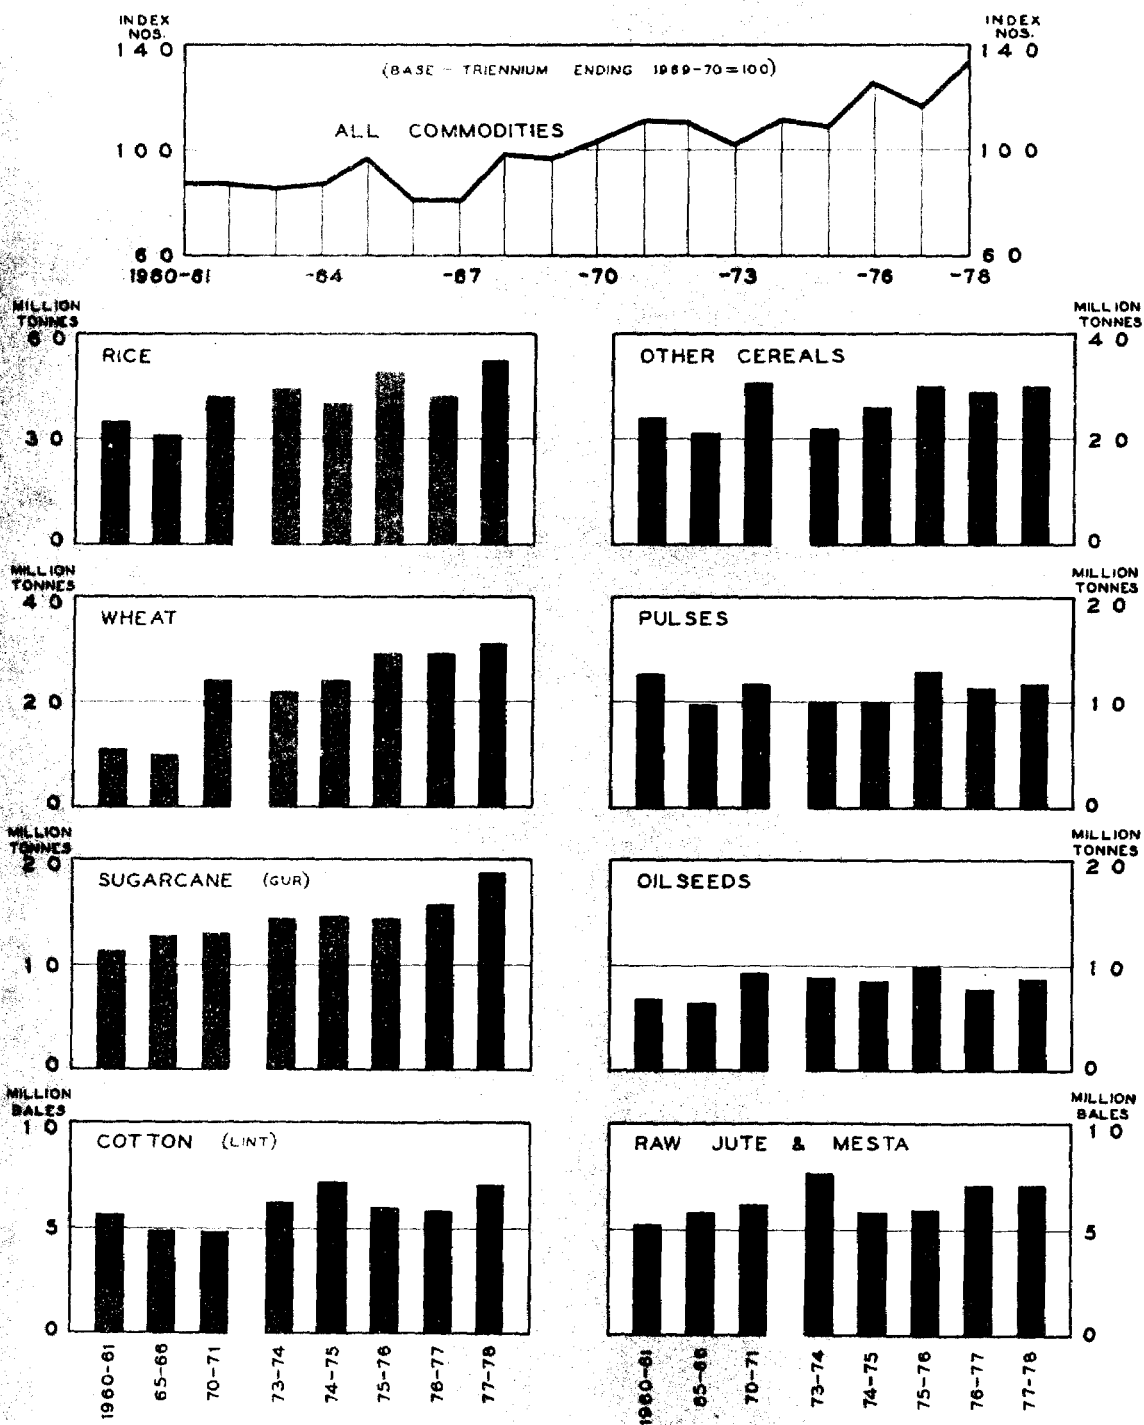 INDEX NOS.
140
INDEX NOS.
140
(BASE - TRIENNIUM ENDING 1969-70=100)
ALL COMMODITIES
100
100
60
60
1960-61 -64 -67 -70 -73 -76 -78
MILLION TONNES
60
RICE
30
0
MILLION TONNES
40
OTHER CEREALS
20
0
MILLION TONNES
40
WHEAT
20
0
MILLION TONNES
20
PULSES
10
0
MILLION TONNES
20
SUGARCANE (GUR)
10
0
MILLION TONNES
20
OILSEEDS
10
0
MILLION BALES
10
COTTON (LINT)
5
0
MILLION BALES
10
RAW JUTE & MESTA
5
0
1960-61
65-66
70-71
73-74
74-75
75-76
76-77
77-78
1960-61
65-66
70-71
73-74
74-75
75-76
76-77
77-78